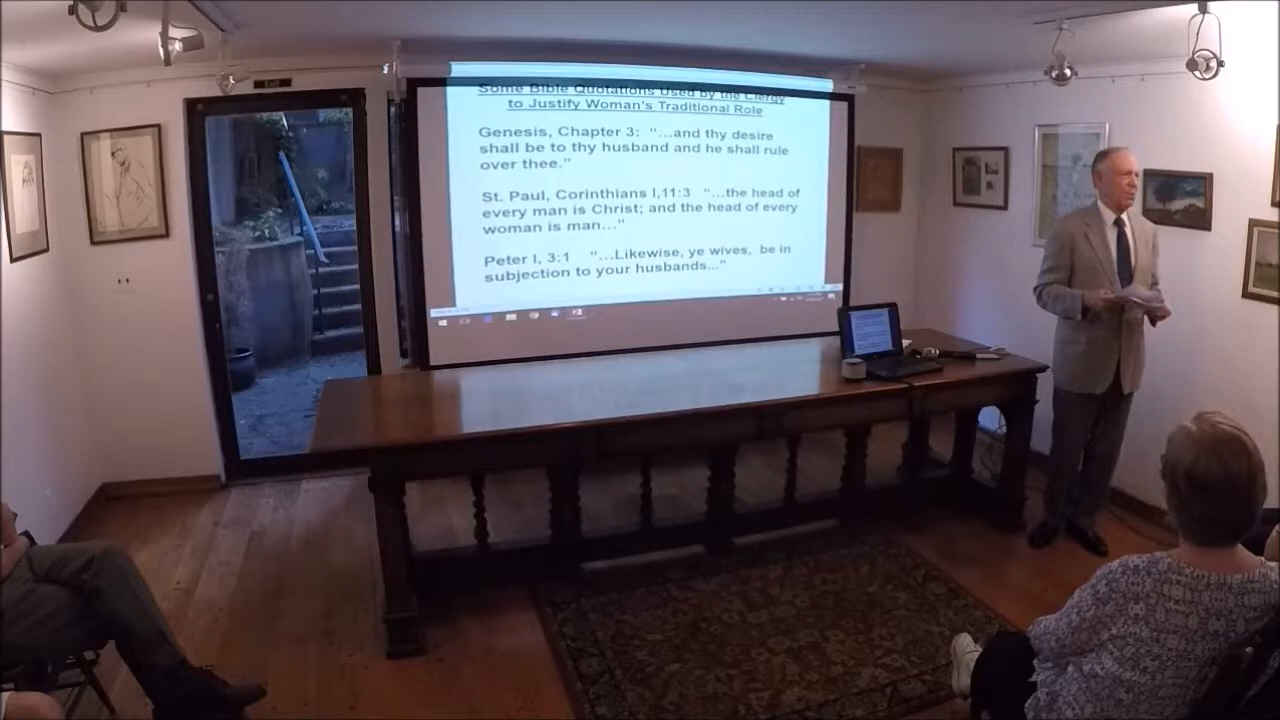 Some Bible Quotations Used by the Clergy
to Justify Woman's Traditional Role
Genesis, Chapter 3: "...and thy desire
shall be to thy husband and he shall rule
over thee."
St. Paul, Corinthians I,11:3 "...the head of
every man is Christ; and the head of every
woman is man..."
Peter I, 3:1 "...Likewise, ye wives, be in
subjection to your husbands..."